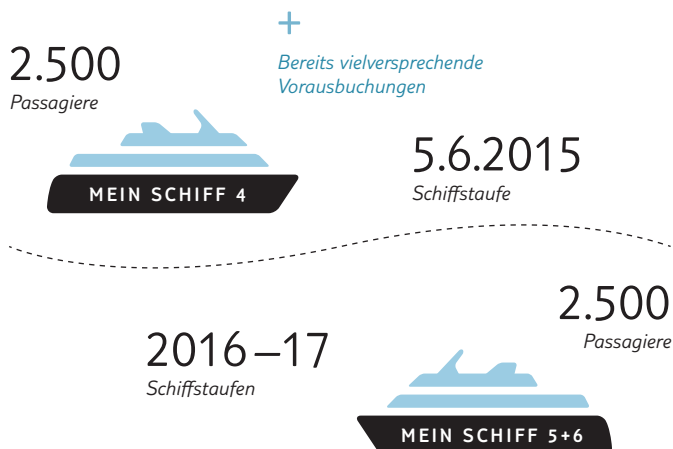 +
Bereits vielversprechende
Vorausbuchungen
2.500
Passagiere
MEIN SCHIFF 4
5.6.2015
Schiffstaufe
2.500
Passagiere
2016–17
Schiffstaufen
MEIN SCHIFF 5+6